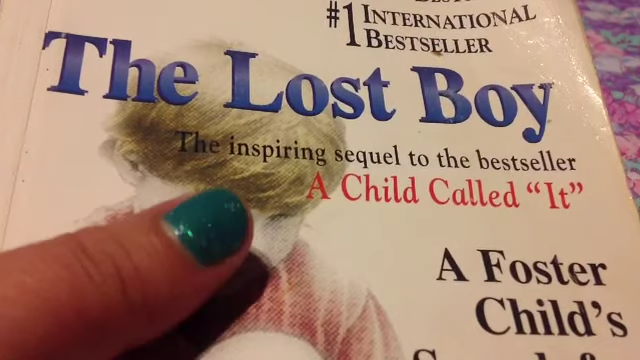 #1 INTERNATIONAL
BESTSELLER
The Lost Boy
The inspiring sequel to the bestseller
A Child Called "It"
A Foster
Child's